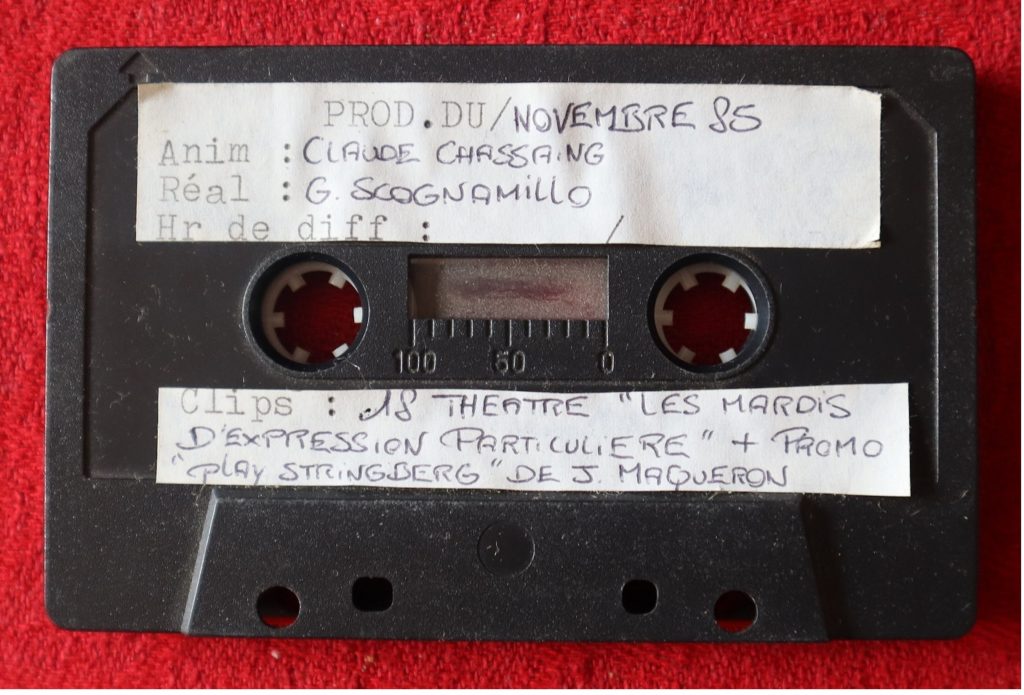 PROD.DU/NOVEMBRE 85
Anim : CLAUDE CHASSAING
Réal : G. SCOGNAMILLO
Hr de diff : /
100 50 0
Clips : 18 THEATRE "LES MARDIS
D'EXPRESSION PARTICULIERE" + PROMO
"PLAY STRINGBERG" DE J. MAQUERON